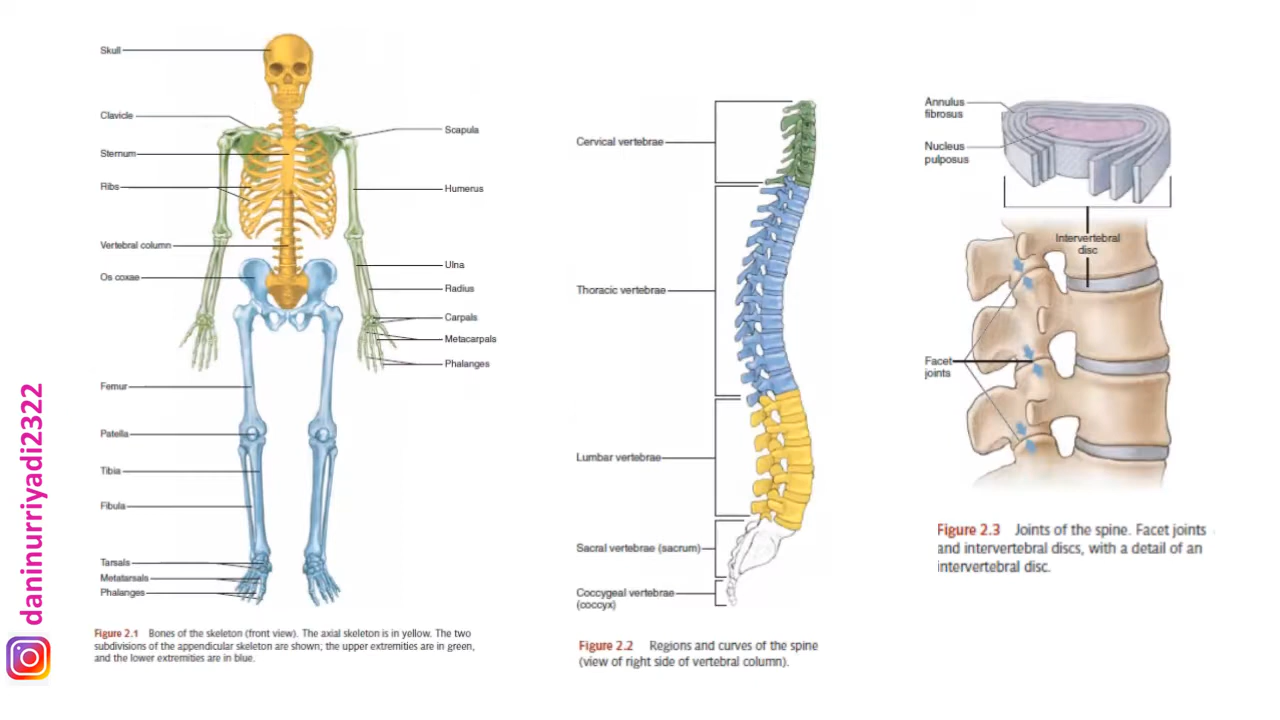 Skull
Clavicle
Sternum
Ribs
Vertebral column
Os coxae
Femur
Patella
Tibia
Fibula
Tarsals
Metatarsals
Phalanges
Scapula
Humerus
Ulna
Radius
Carpals
Metacarpals
Phalanges
Figure 2.1 Bones of the skeleton (front view). The axial skeleton is in yellow. The two
subdivisions of the appendicular skeleton are shown; the upper extremities are in green,
and the lower extremities are in blue.
Cervical vertebrae
Thoracic vertebrae
Lumbar vertebrae
Sacral vertebrae (sacrum)
Coccygeal vertebrae
(coccyx)
Figure 2.2 Regions and curves of the spine
(view of right side of vertebral column).
Annulus
fibrosus
Nucleus
pulposus
Intervertebral
disc
Facet
joints
Figure 2.3 Joints of the spine. Facet joints
and intervertebral discs, with a detail of an
intervertebral disc.
daninurriyadi2322